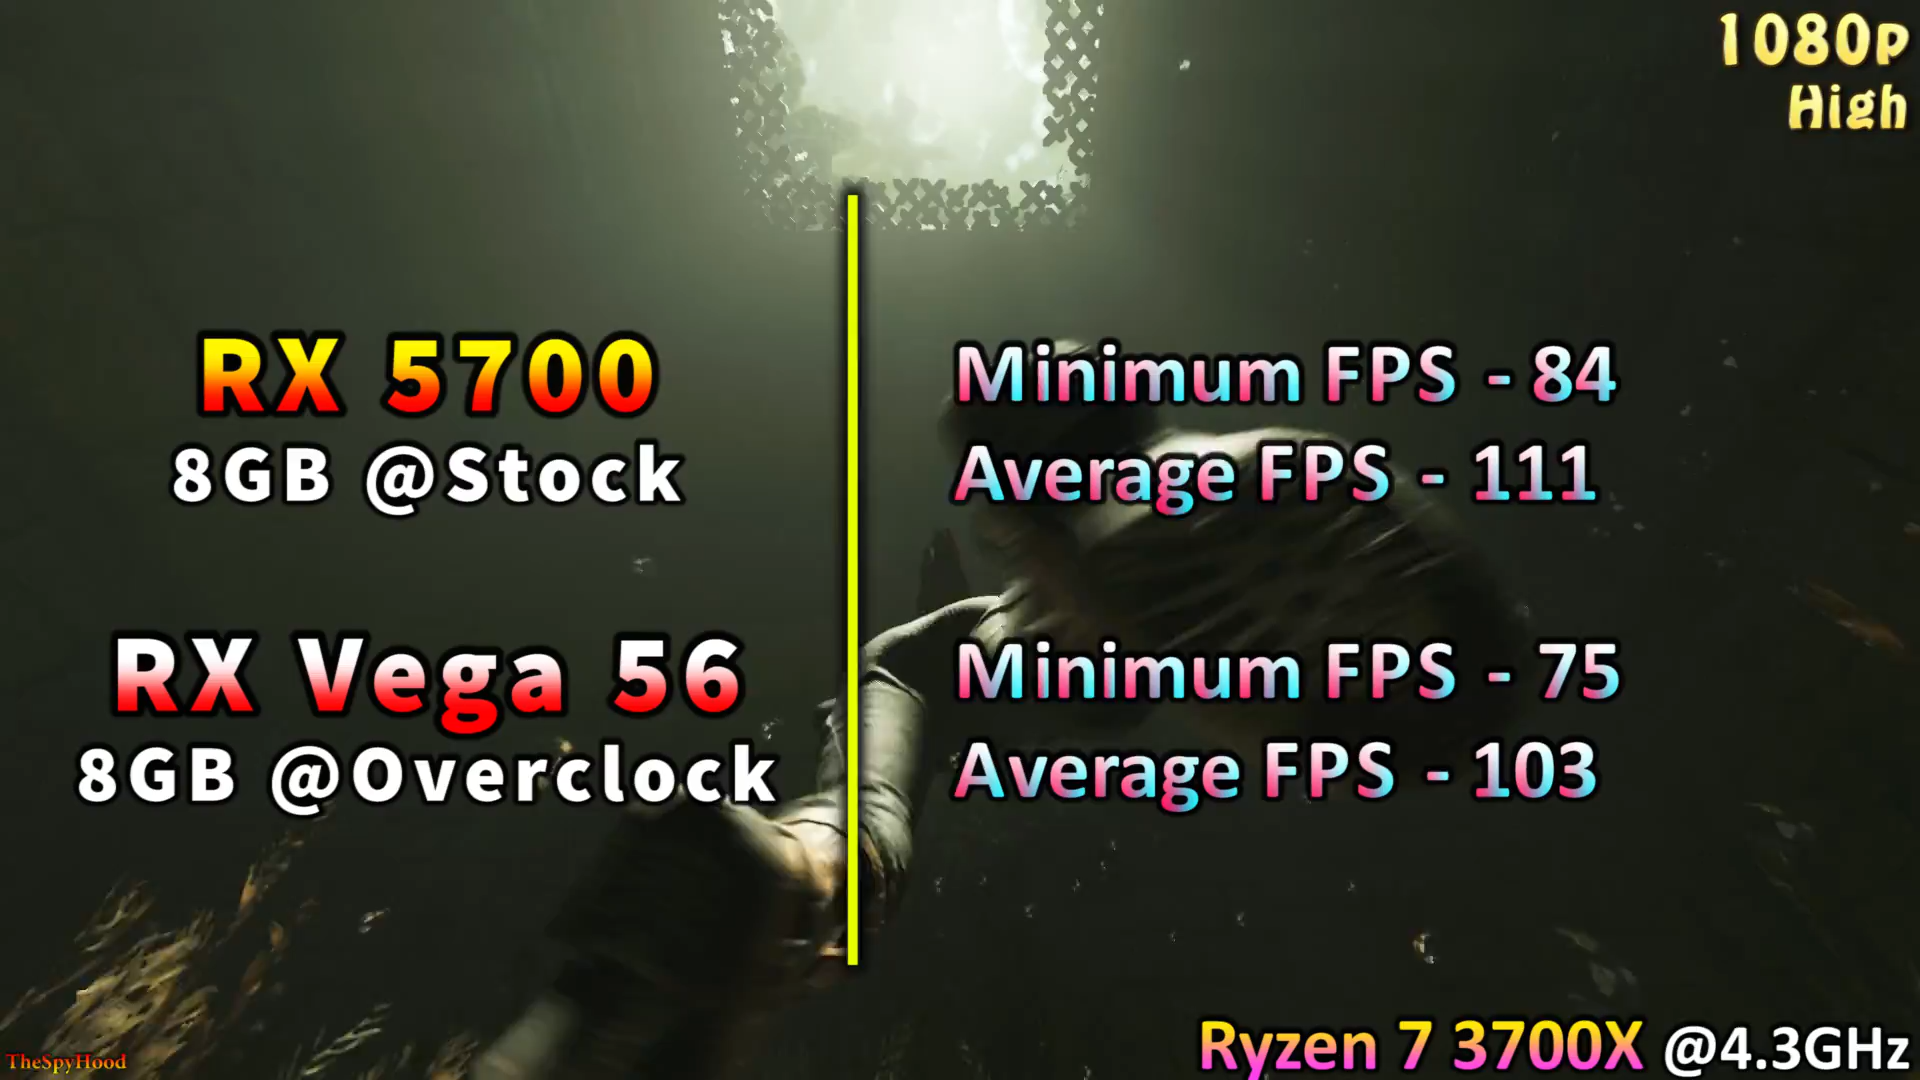 1080p
High
RX 5700
8GB @Stock
Minimum FPS - 84
Average FPS - 111
RX Vega 56
8GB @Overclock
Minimum FPS - 75
Average FPS - 103
Ryzen 7 3700X @4.3GHz
TheSpyHood